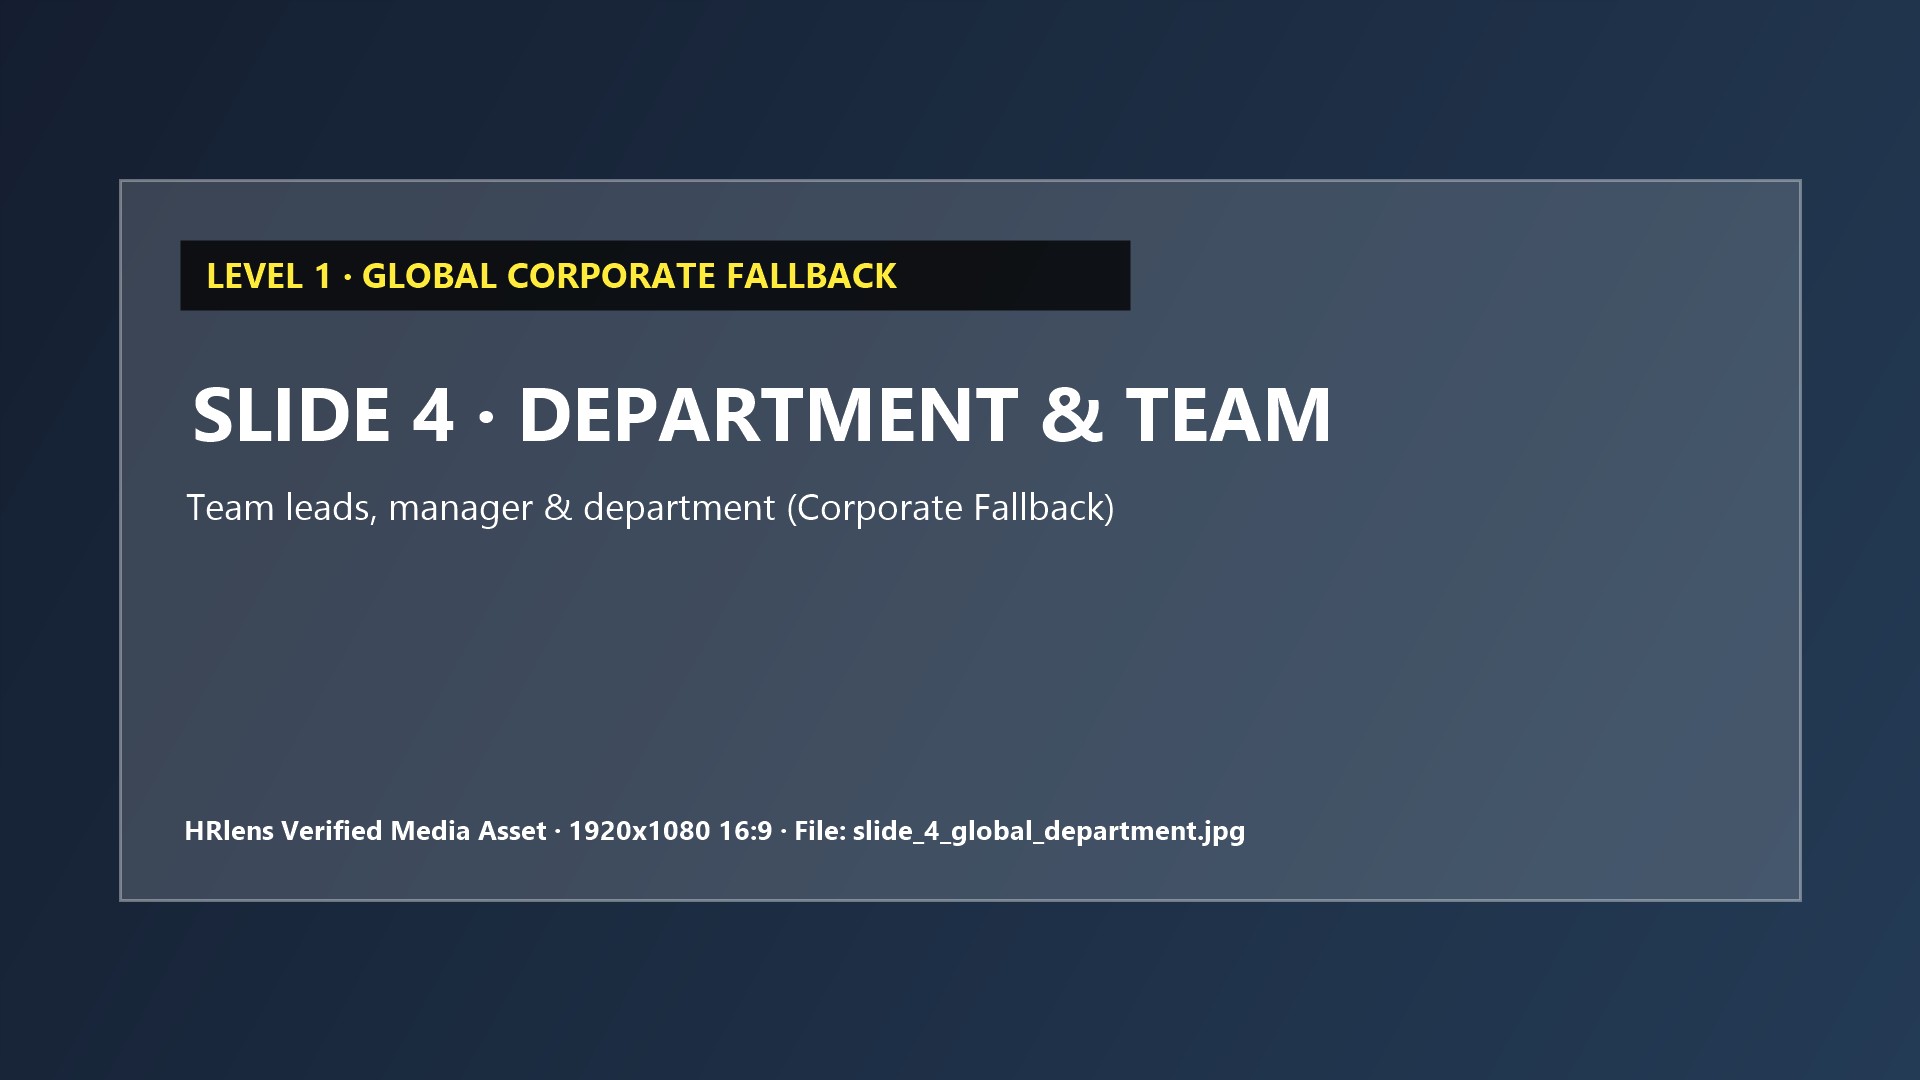 LEVEL 1 · GLOBAL CORPORATE FALLBACK
SLIDE 4 · DEPARTMENT & TEAM
Team leads, manager & department (Corporate Fallback)
HRlens Verified Media Asset · 1920x1080 16:9 · File: slide_4_global_department.jpg